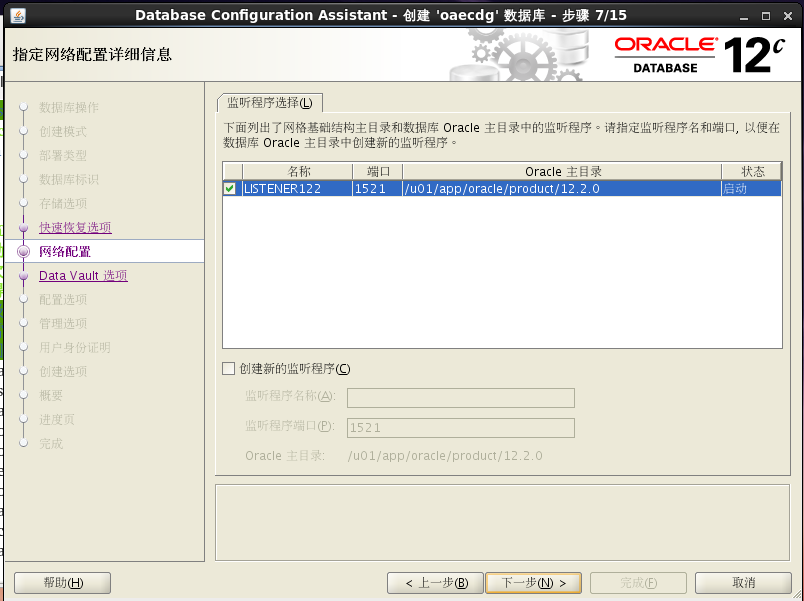 Database Configuration Assistant - 创建 'oaecdg' 数据库 - 步骤 7/15
指定网络配置详细信息
ORACLE
DATABASE
12c
数据库操作
创建模式
部署类型
数据库标识
存储选项
快速恢复选项
网络配置
Data Vault 选项
配置选项
管理选项
用户身份证明
创建选项
概要
进度页
完成
监听程序选择(L)
下面列出了网格基础结构主目录和数据库 Oracle 主目录中的监听程序。请指定监听程序名和端口, 以便在
数据库 Oracle 主目录中创建新的监听程序。
名称 端口 Oracle 主目录 状态
LISTENER122 1521 /u01/app/oracle/product/12.2.0 启动
创建新的监听程序(C)
监听程序名称(A):
监听程序端口(P): 1521
Oracle 主目录: /u01/app/oracle/product/12.2.0
帮助(H) < 上一步(B) 下一步(N) > 完成(F) 取消